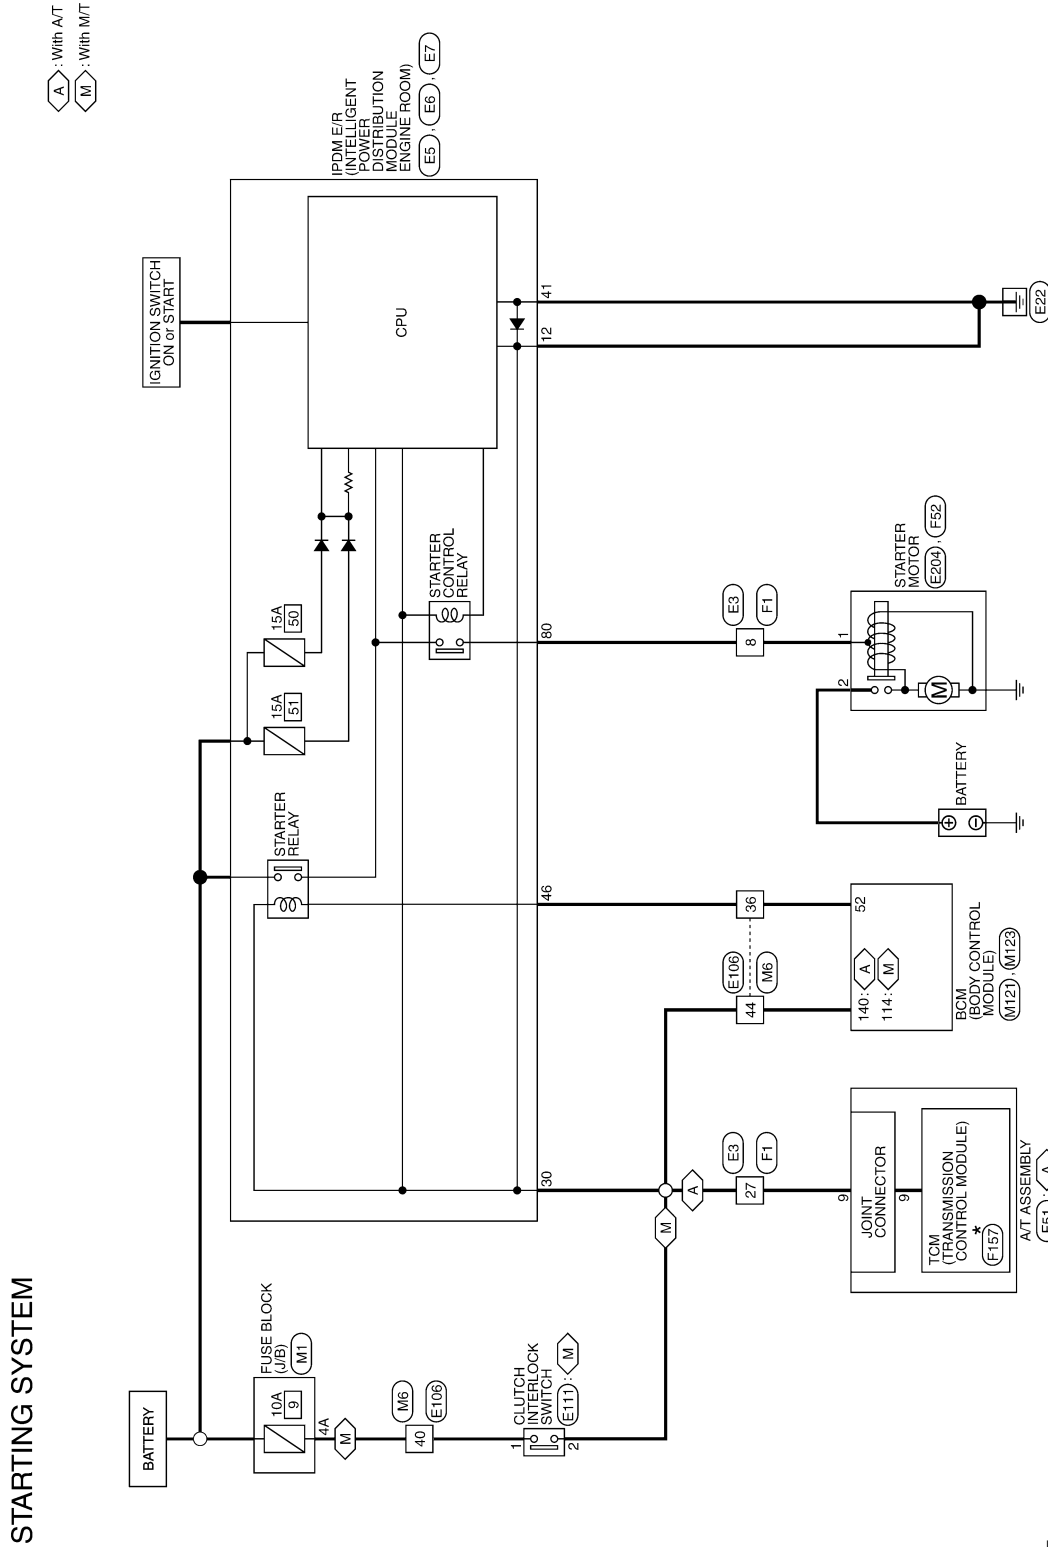 STARTING SYSTEM
A : With A/T
M : With M/T
BATTERY
IGNITION SWITCH
ON or START
FUSE BLOCK
(J/B)
M1
10A
9
4A
M
40
M6
E106
1
2
CLUTCH
INTERLOCK
SWITCH
E111 : M
M
A
STARTER
RELAY
15A
51
15A
50
STARTER
CONTROL
RELAY
CPU
IPDM E/R
(INTELLIGENT
POWER
DISTRIBUTION
MODULE
ENGINE ROOM)
E5 , E6 , E7
30
46
80
12
41
27
E3
F1
44
E106
M6
36
8
E3
F1
9
JOINT
CONNECTOR
9
TCM
(TRANSMISSION
CONTROL MODULE)
*
F157
A/T ASSEMBLY
140 : A
114 : M
52
BCM
(BODY CONTROL
MODULE)
M121 , M123
BATTERY
+
−
2
1
M
STARTER
MOTOR
E204 , F52
E22